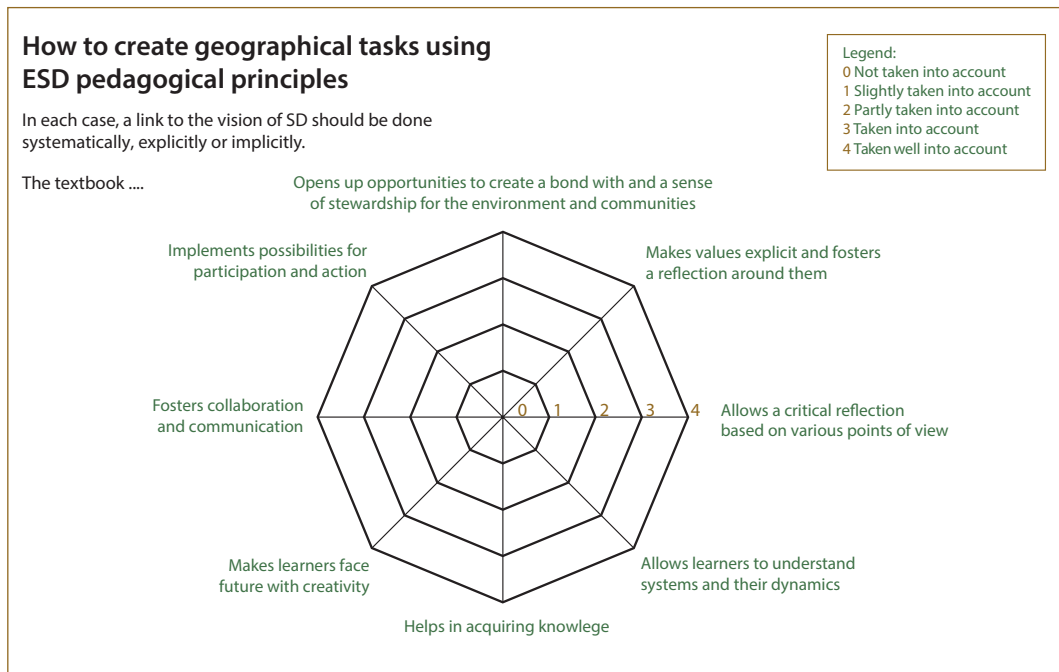 How to create geographical tasks using
ESD pedagogical principles
In each case, a link to the vision of SD should be done
systematically, explicitly or implicitly.
The textbook ....
Legend:
0 Not taken into account
1 Slightly taken into account
2 Partly taken into account
3 Taken into account
4 Taken well into account
Opens up opportunities to create a bond with and a sense
of stewardship for the environment and communities
Implements possibilities for
participation and action
Makes values explicit and fosters
a reflection around them
Fosters collaboration
and communication
0 1 2 3 4
Allows a critical reflection
based on various points of view
Makes learners face
future with creativity
Allows learners to understand
systems and their dynamics
Helps in acquiring knowlege